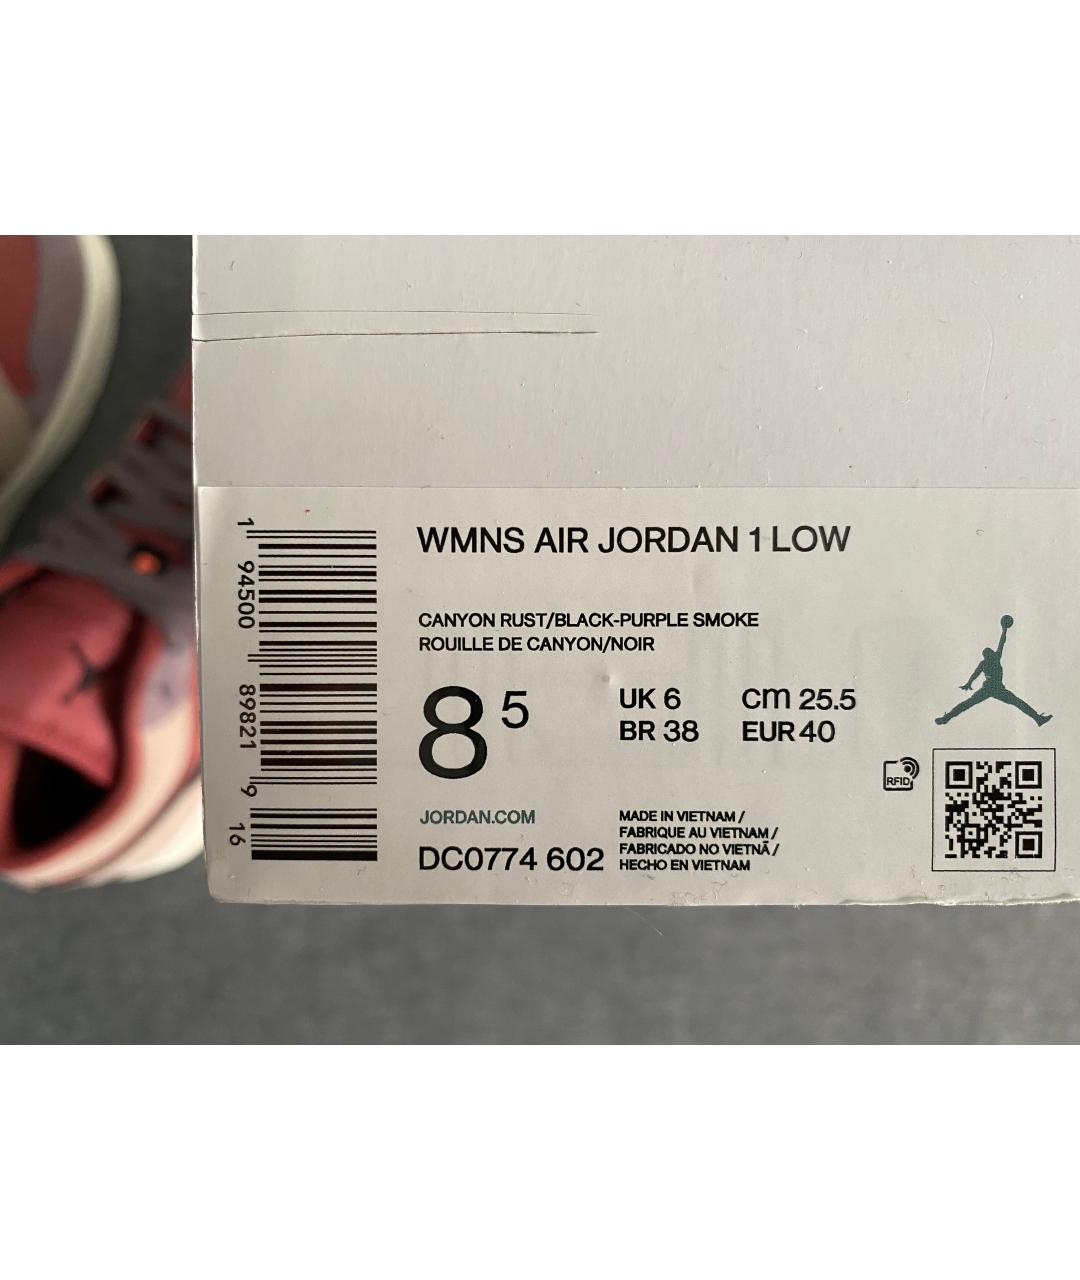 WMNS AIR JORDAN 1 LOW
CANYON RUST/BLACK-PURPLE SMOKE
ROUILLE DE CANYON/NOIR
8 5
UK 6 cm 25.5
BR 38 EUR 40
JORDAN.COM
DC0774 602
MADE IN VIETNAM /
FABRIQUE AU VIETNAM /
FABRICADO NO VIETNÃ /
HECHO EN VIETNAM
RFID
1 94500 89821 9 16